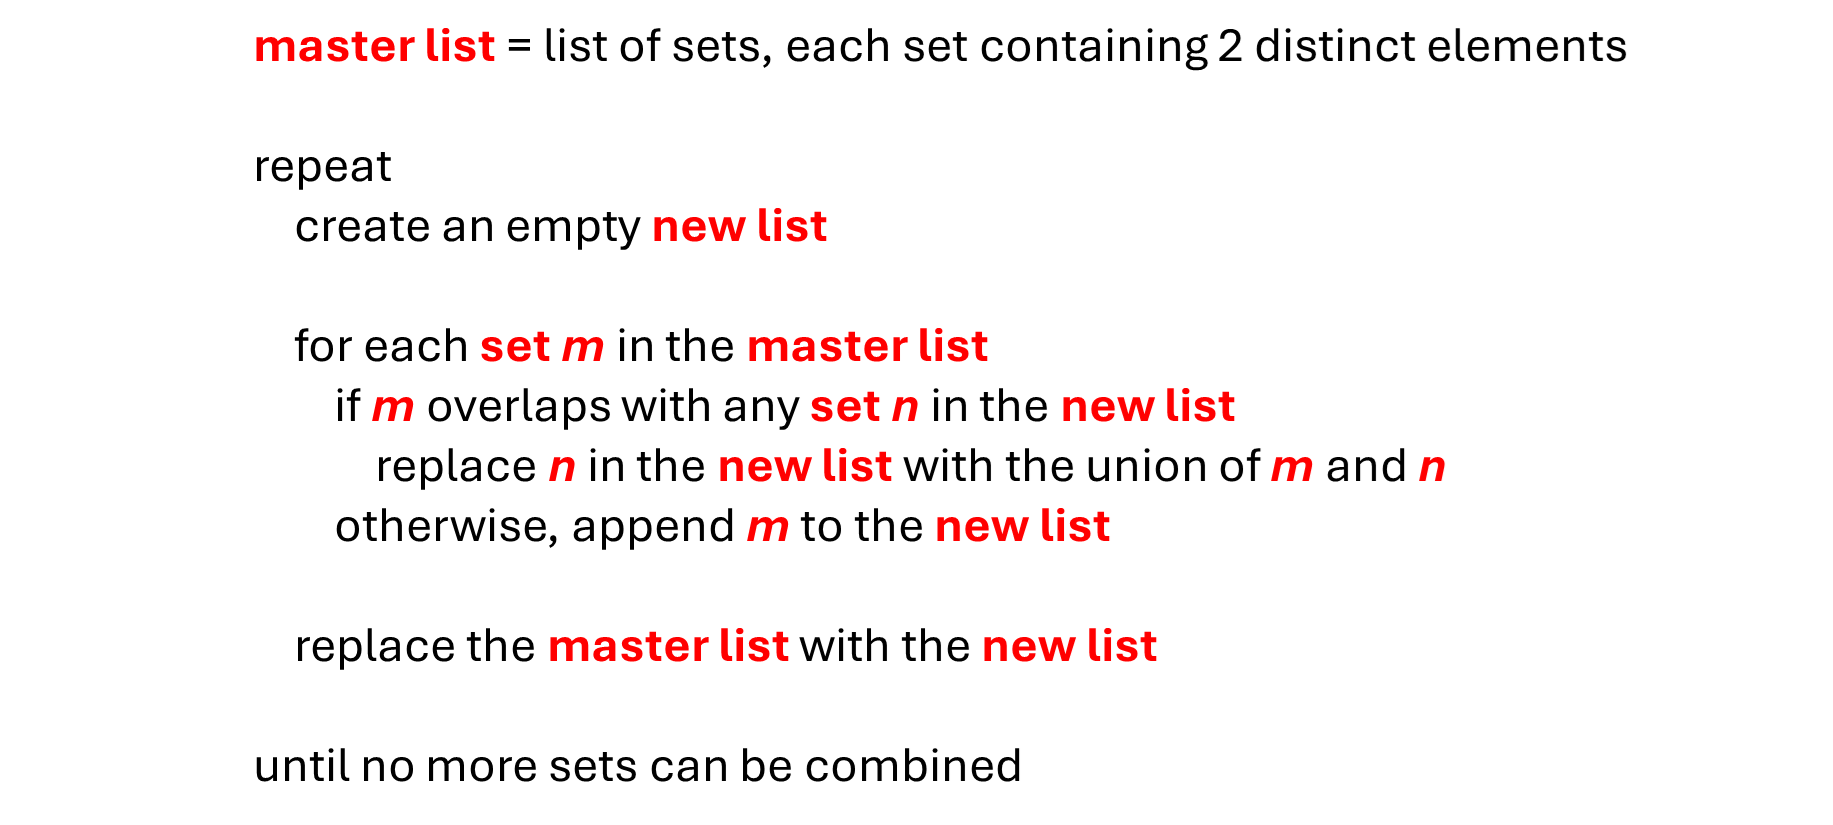 master list = list of sets, each set containing 2 distinct elements
repeat
create an empty new list
for each set m in the master list
if m overlaps with any set n in the new list
replace n in the new list with the union of m and n
otherwise, append m to the new list
replace the master list with the new list
until no more sets can be combined